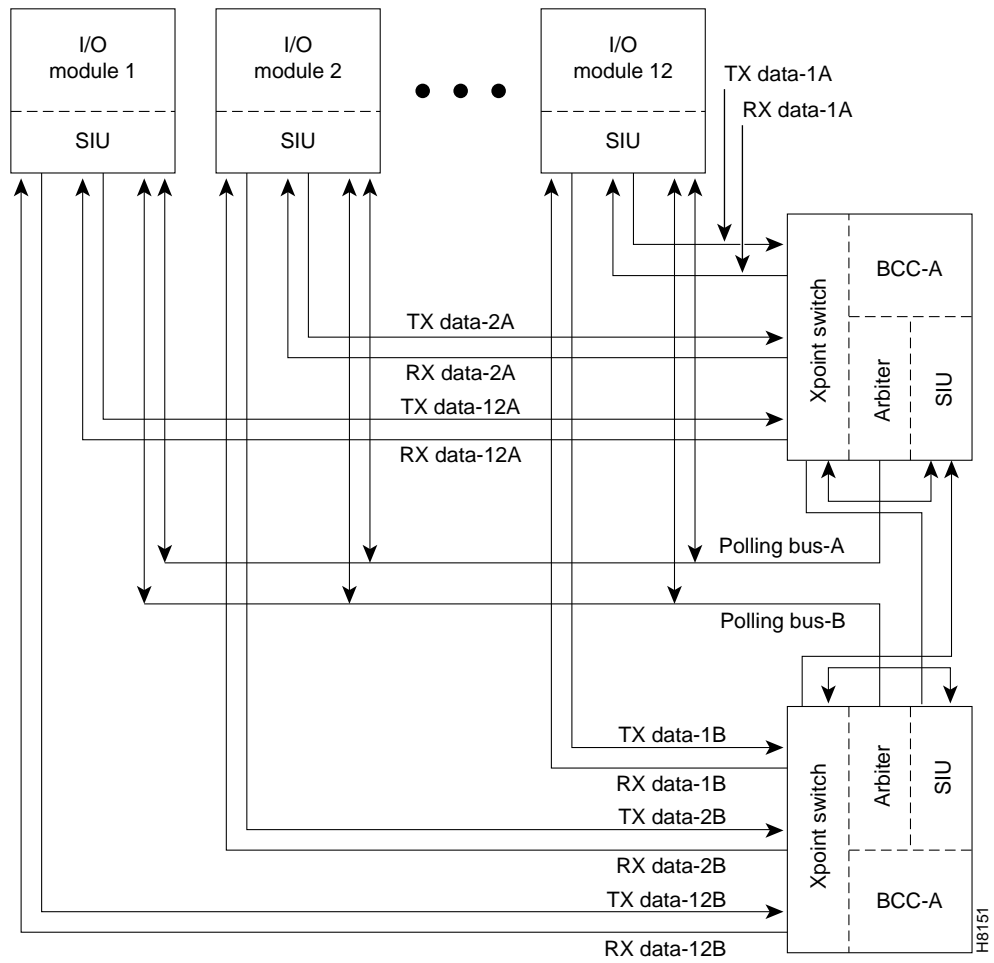 I/O
module 1
SIU
I/O
module 2
SIU
I/O
module 12
SIU
TX data-1A
RX data-1A
Xpoint switch
BCC-A
Arbiter
SIU
TX data-2A
RX data-2A
TX data-12A
RX data-12A
Polling bus-A
Polling bus-B
TX data-1B
RX data-1B
TX data-2B
RX data-2B
TX data-12B
RX data-12B
Xpoint switch
Arbiter
SIU
BCC-A
H8151